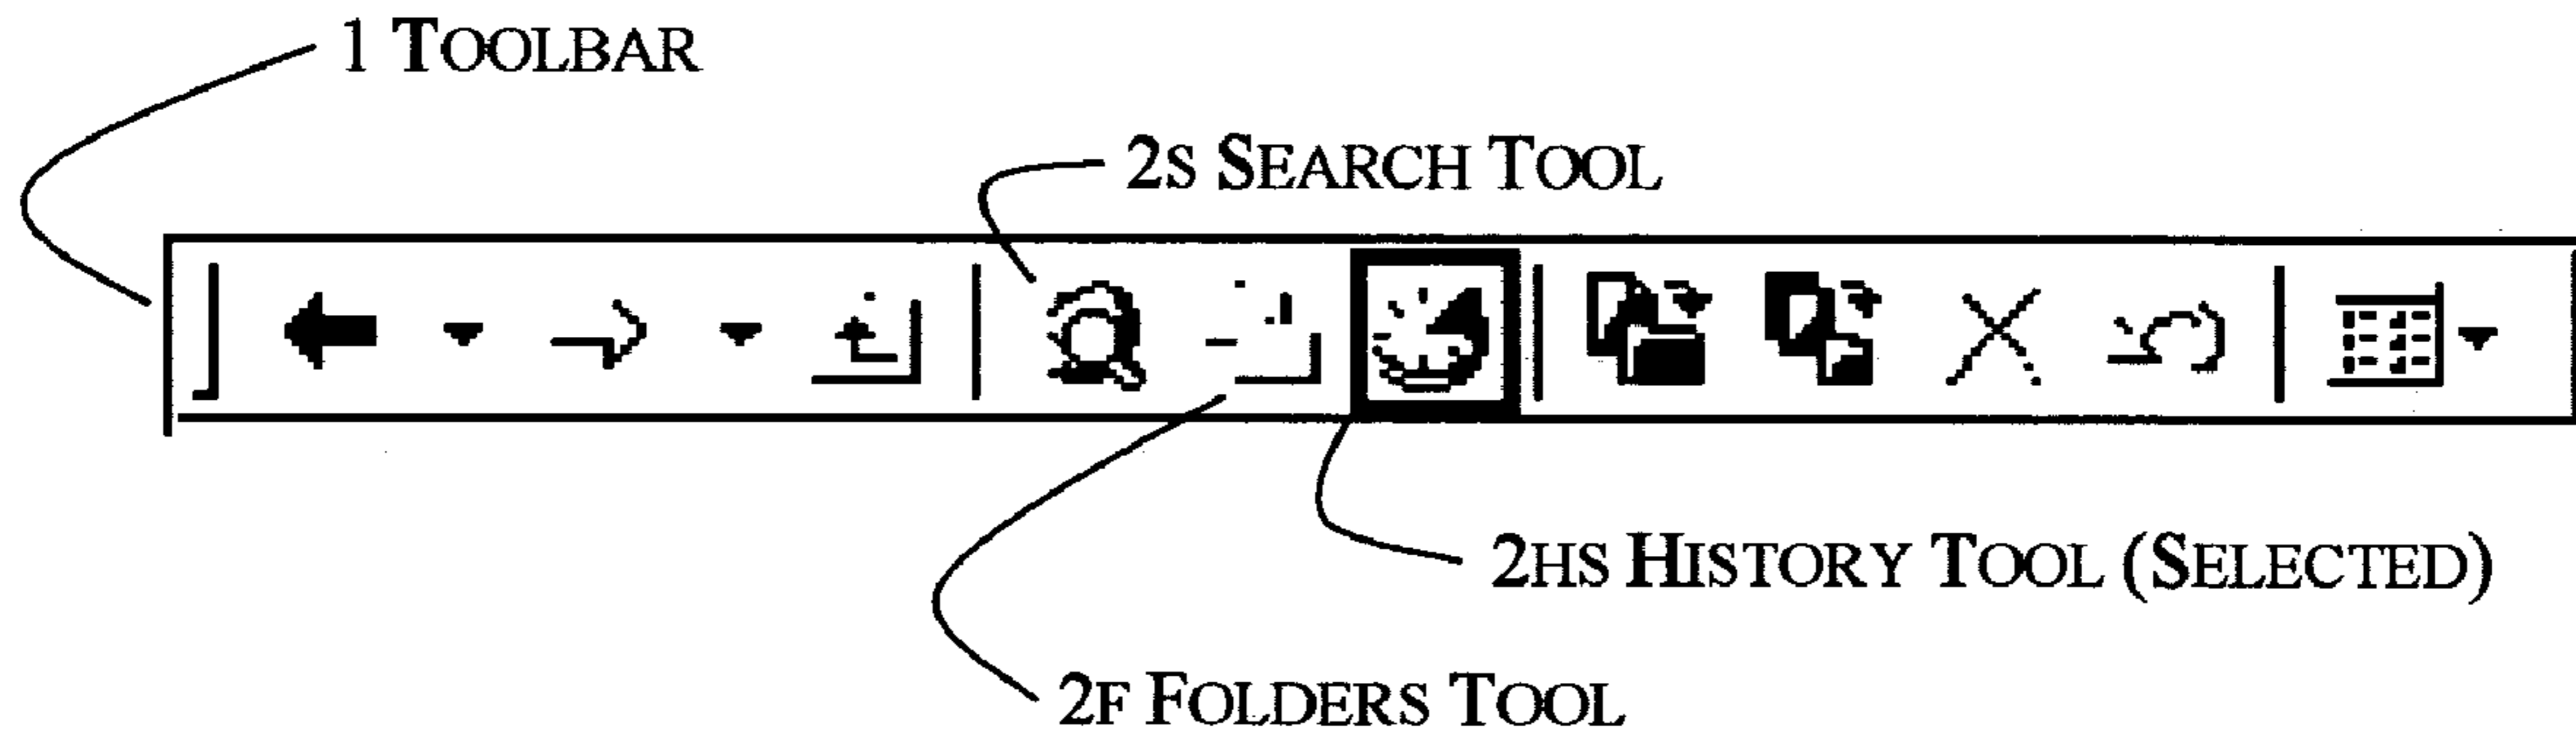 1 TOOLBAR
2S SEARCH TOOL
2HS HISTORY TOOL (SELECTED)
2F FOLDERS TOOL